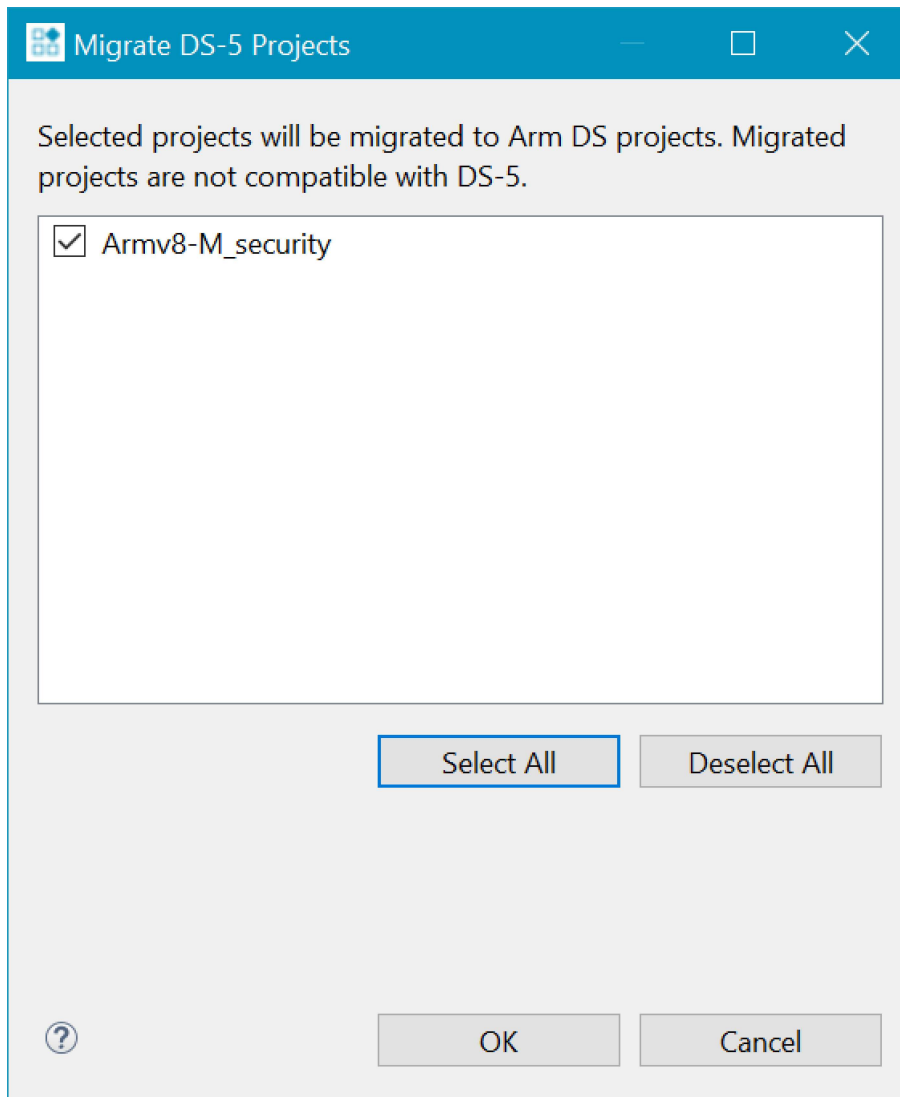 Migrate DS-5 Projects
Selected projects will be migrated to Arm DS projects. Migrated
projects are not compatible with DS-5.
Armv8-M_security
Select All
Deselect All
?
OK
Cancel